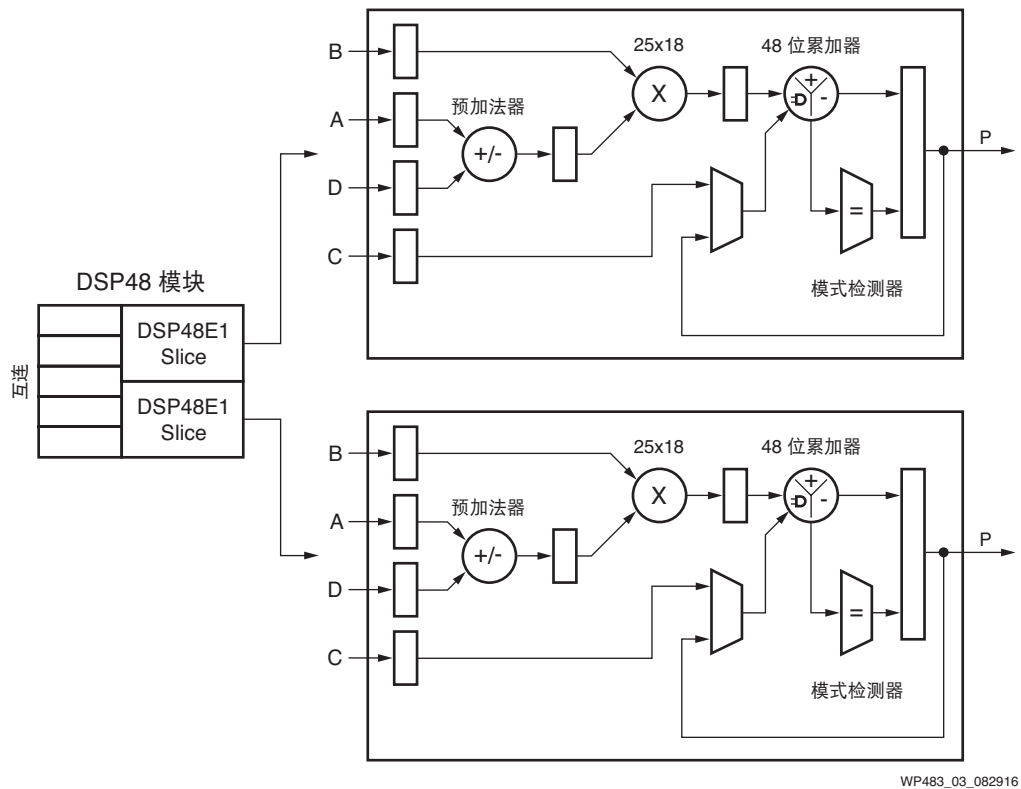 B
25x18
48 位累加器
A
预加法器
X
+
-
P
+/-
D
=
C
模式检测器
DSP48 模块
DSP48E1
Slice
互连
DSP48E1
Slice
B
25x18
48 位累加器
A
预加法器
X
+
-
P
+/-
D
=
C
模式检测器
WP483_03_082916